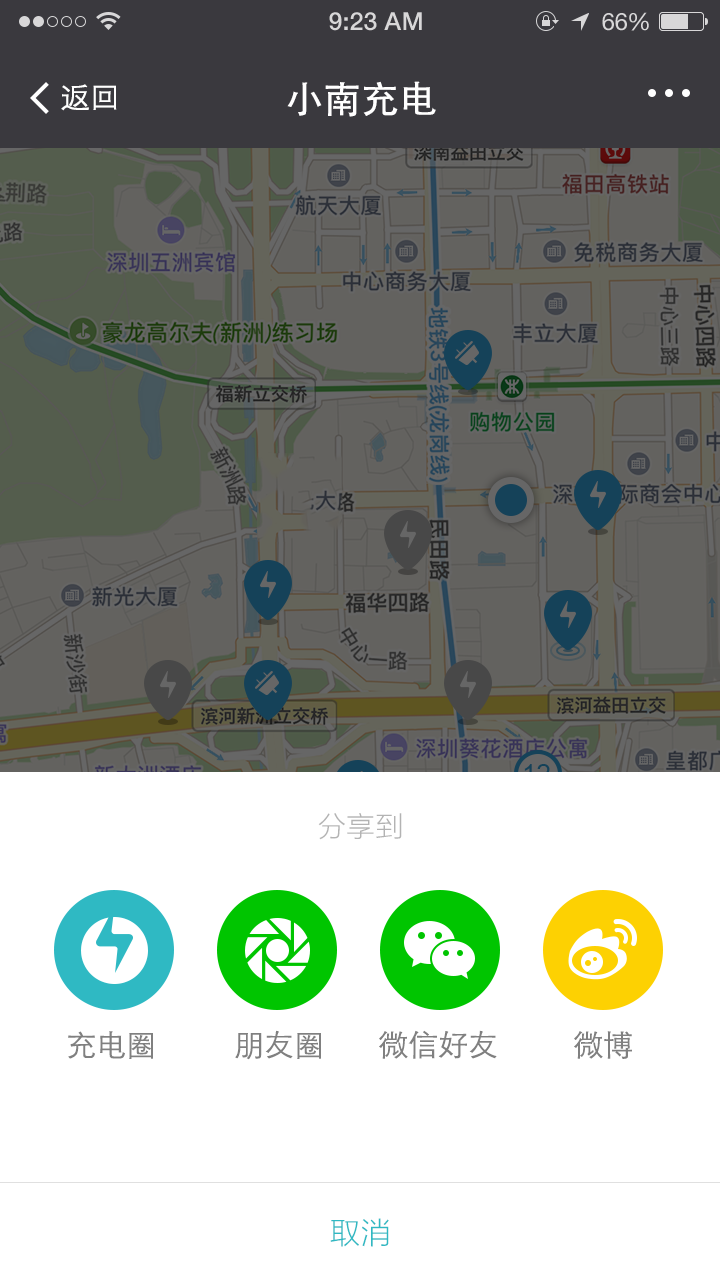 9:23 AM
66%
返回
小南充电
深南益田立交
福田高铁站
荆路
路
航天大厦
深圳五洲宾馆
免税商务大厦
中心商务大厦
中心三路
中心四路
豪龙高尔夫(新洲)练习场
地铁3号线(龙岗线)
丰立大厦
福新立交桥
购物公园
新洲路
大路
深
际商会中心
民田路
新光大厦
福华四路
新沙街
中心一路
滨河新洲立交桥
滨河益田立交
深圳葵花酒店公寓
皇都广
分享到
充电圈
朋友圈
微信好友
微博
取消